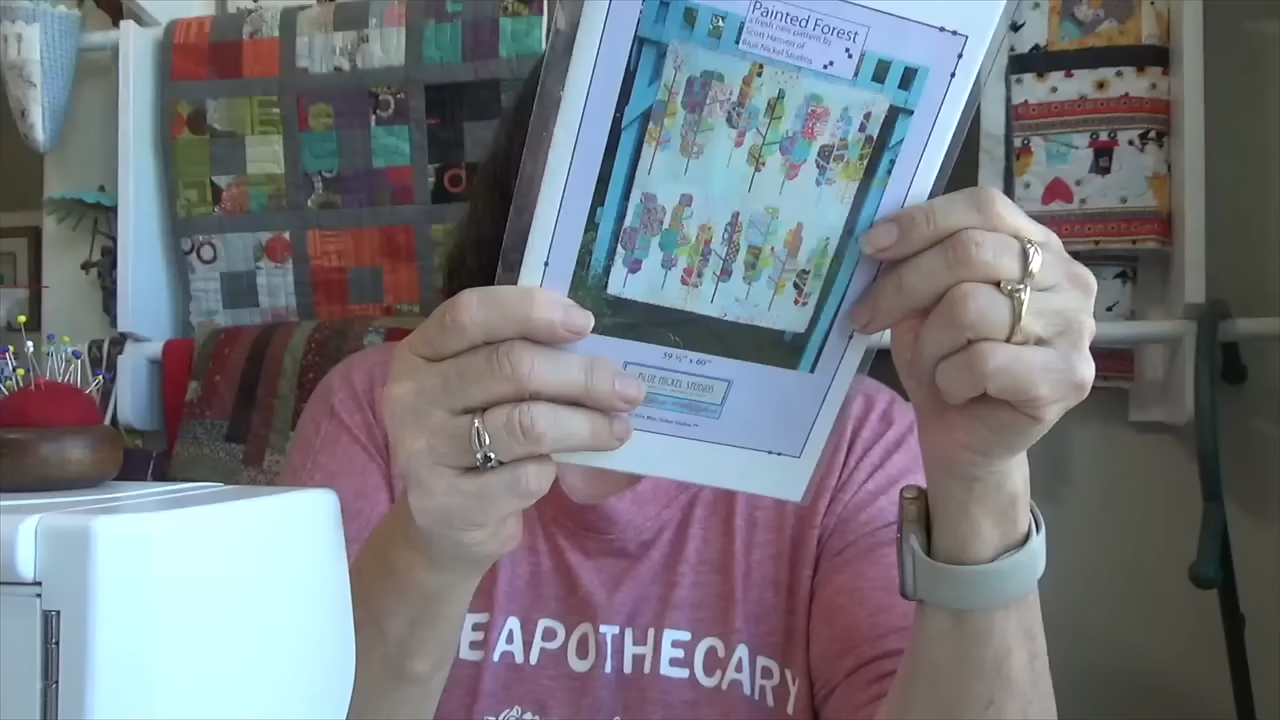 Painted Forest
a fresh new pattern by
Scott Hansen of
Blue Nickel Studios
59 ½" x 60"
BLUE NICKEL STUDIOS
EAPOTHECARY